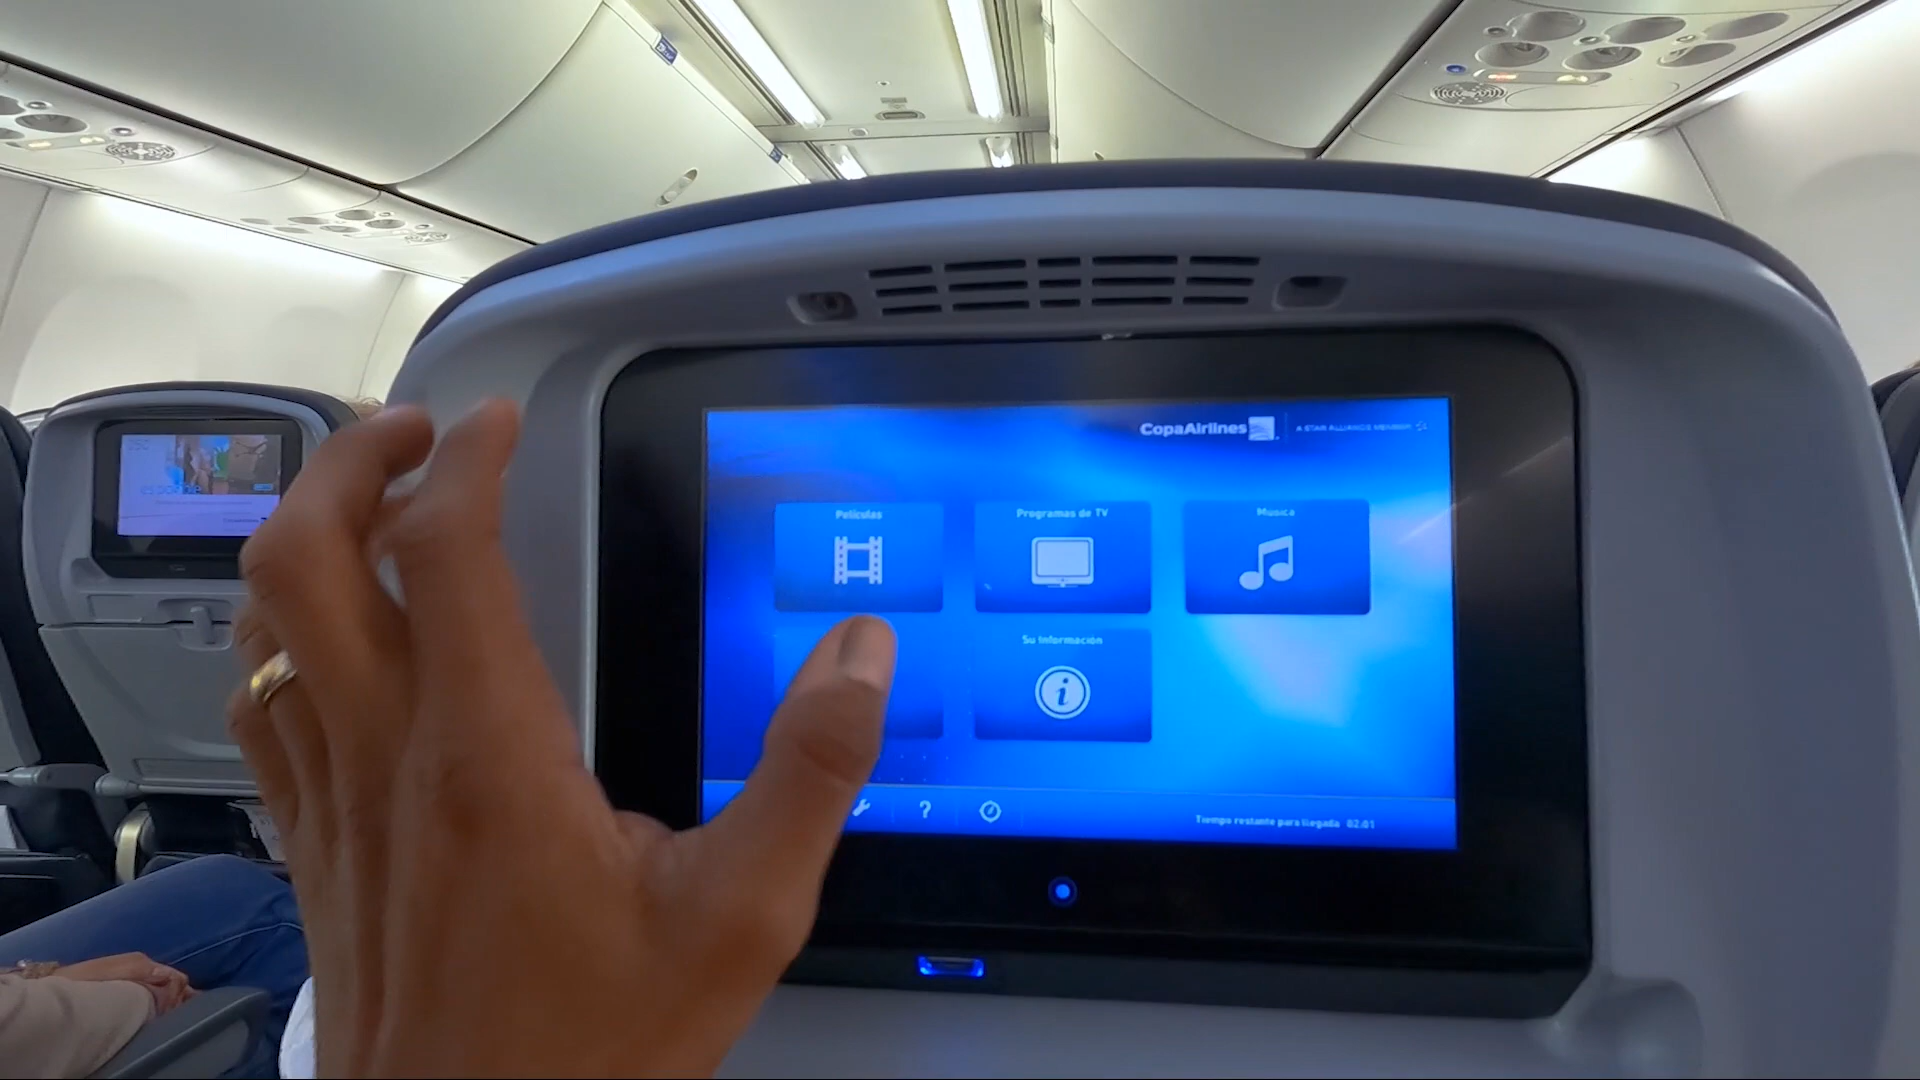 CopaAirlines
A STAR ALLIANCE MEMBER
Películas
Programas de TV
Musica
Su Información
Tiempo restante para llegada 02:01